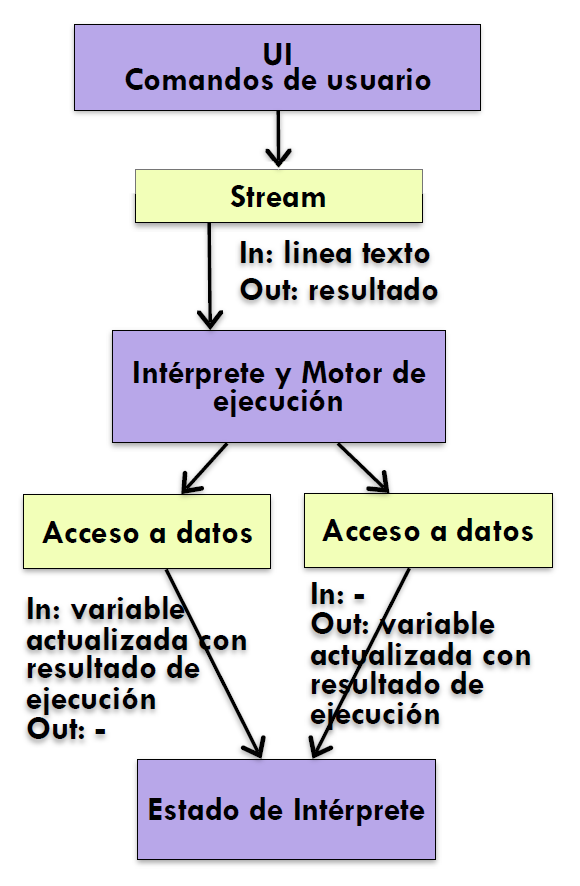 UI
Comandos de usuario
Stream
In: linea texto
Out: resultado
Intérprete y Motor de
ejecución
Acceso a datos
Acceso a datos
In: variable
actualizada con
resultado de
ejecución
Out: -
In: -
Out: variable
actualizada con
resultado de
ejecución
Estado de Intérprete